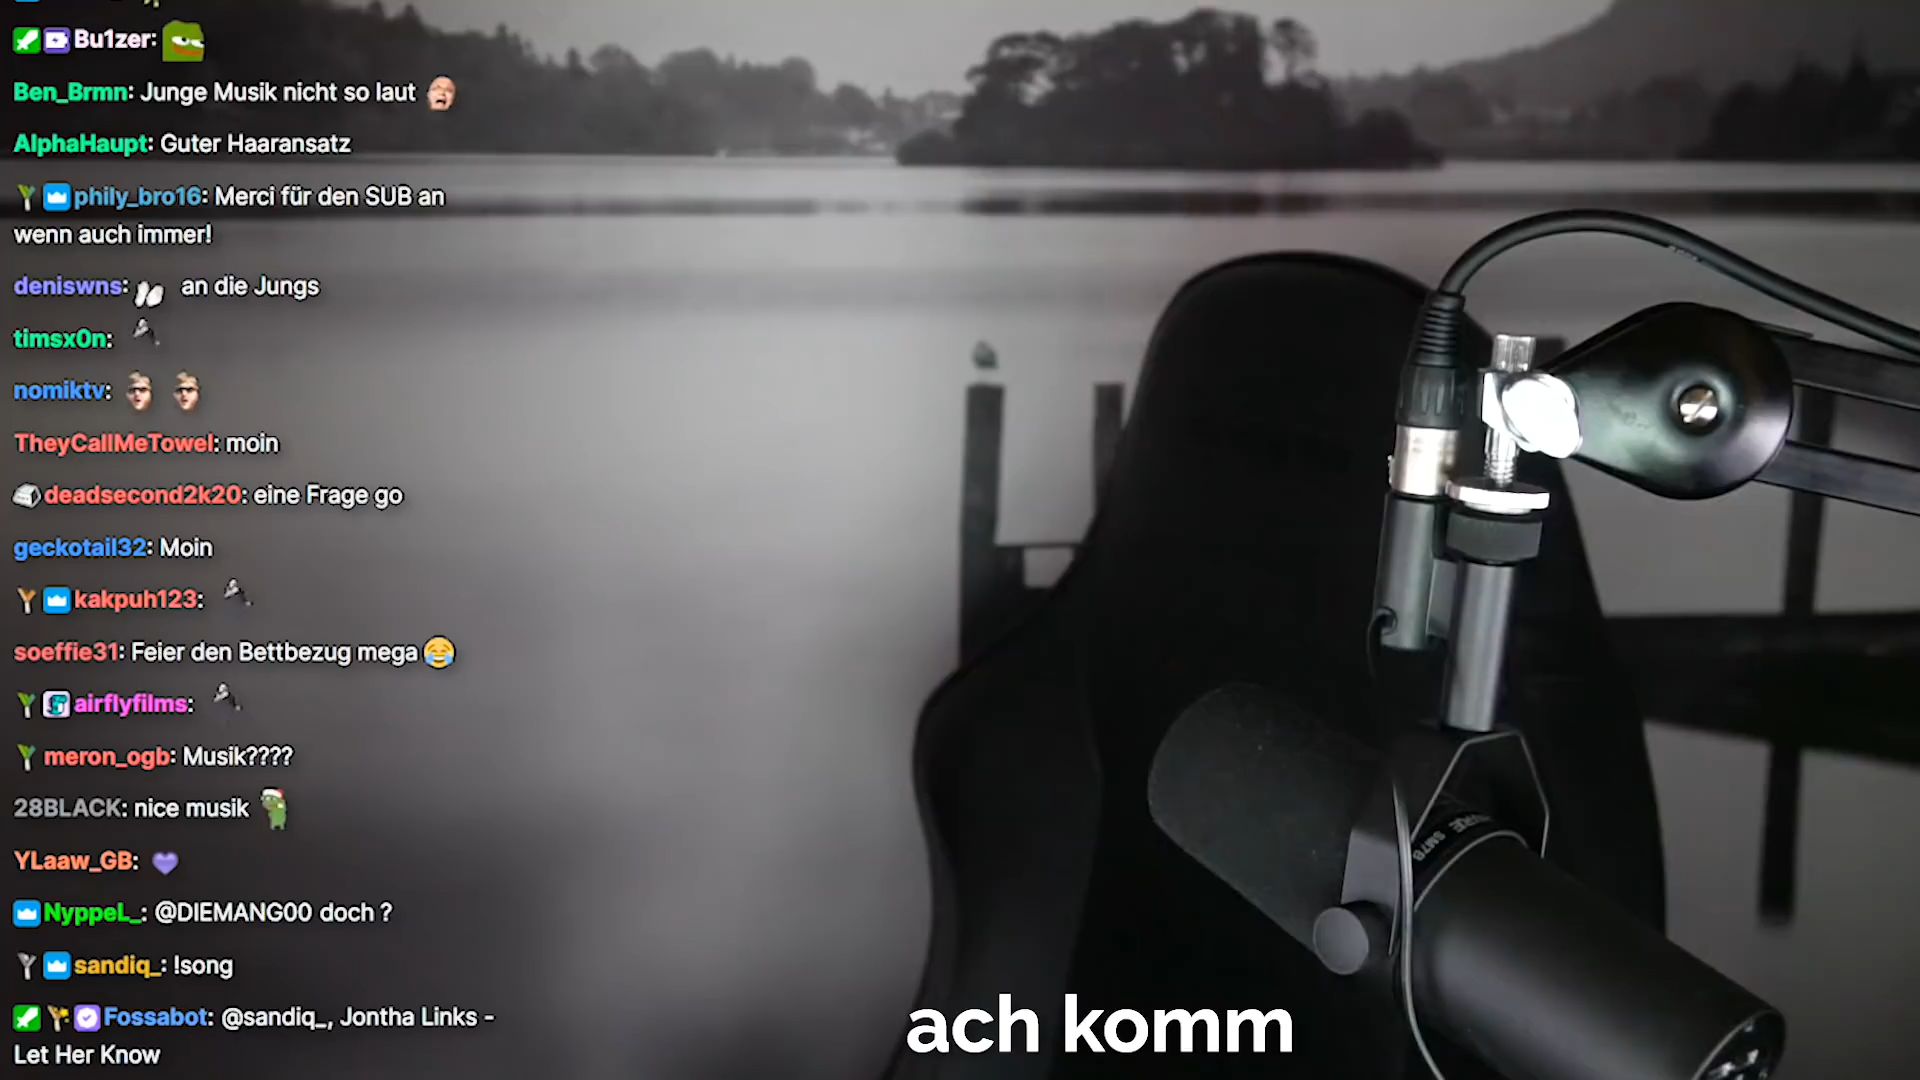 Bu1zer:
Ben_Brmn: Junge Musik nicht so laut
AlphaHaupt: Guter Haaransatz
phily_bro16: Merci für den SUB an
wenn auch immer!
deniswns: an die Jungs
timsx0n:
nomiktv:
TheyCallMeTowel: moin
deadsecond2k20: eine Frage go
geckotail32: Moin
kakpuh123:
soeffie31: Feier den Bettbezug mega 😂
airflyfilms:
meron_ogb: Musik????
28BLACK: nice musik
YLaaw_GB: 💜
NyppeL_: @DIEMANG00 doch ?
sandiq_: !song
Fossabot: @sandiq_, Jontha Links -
Let Her Know
SM7B
ach komm